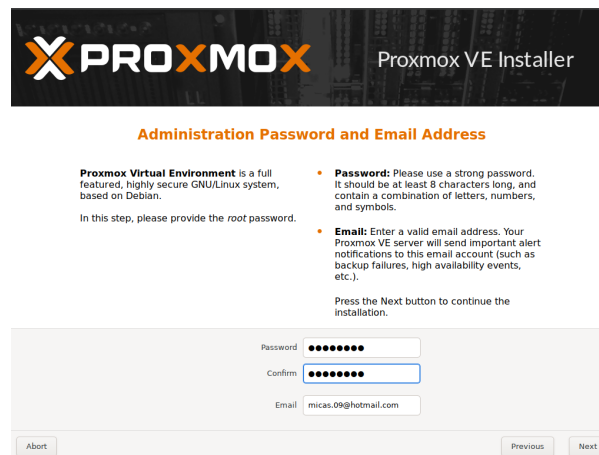 PROXMOX
Proxmox VE Installer
Administration Password and Email Address
Proxmox Virtual Environment is a full
featured, highly secure GNU/Linux system,
based on Debian.
In this step, please provide the root password.
Password: Please use a strong password.
It should be at least 8 characters long, and
contain a combination of letters, numbers,
and symbols.
Email: Enter a valid email address. Your
Proxmox VE server will send important alert
notifications to this email account (such as
backup failures, high availability events,
etc.).
Press the Next button to continue the
installation.
Password ●●●●●●●●
Confirm ●●●●●●●●
Email micas.09@hotmail.com
Abort Previous Next